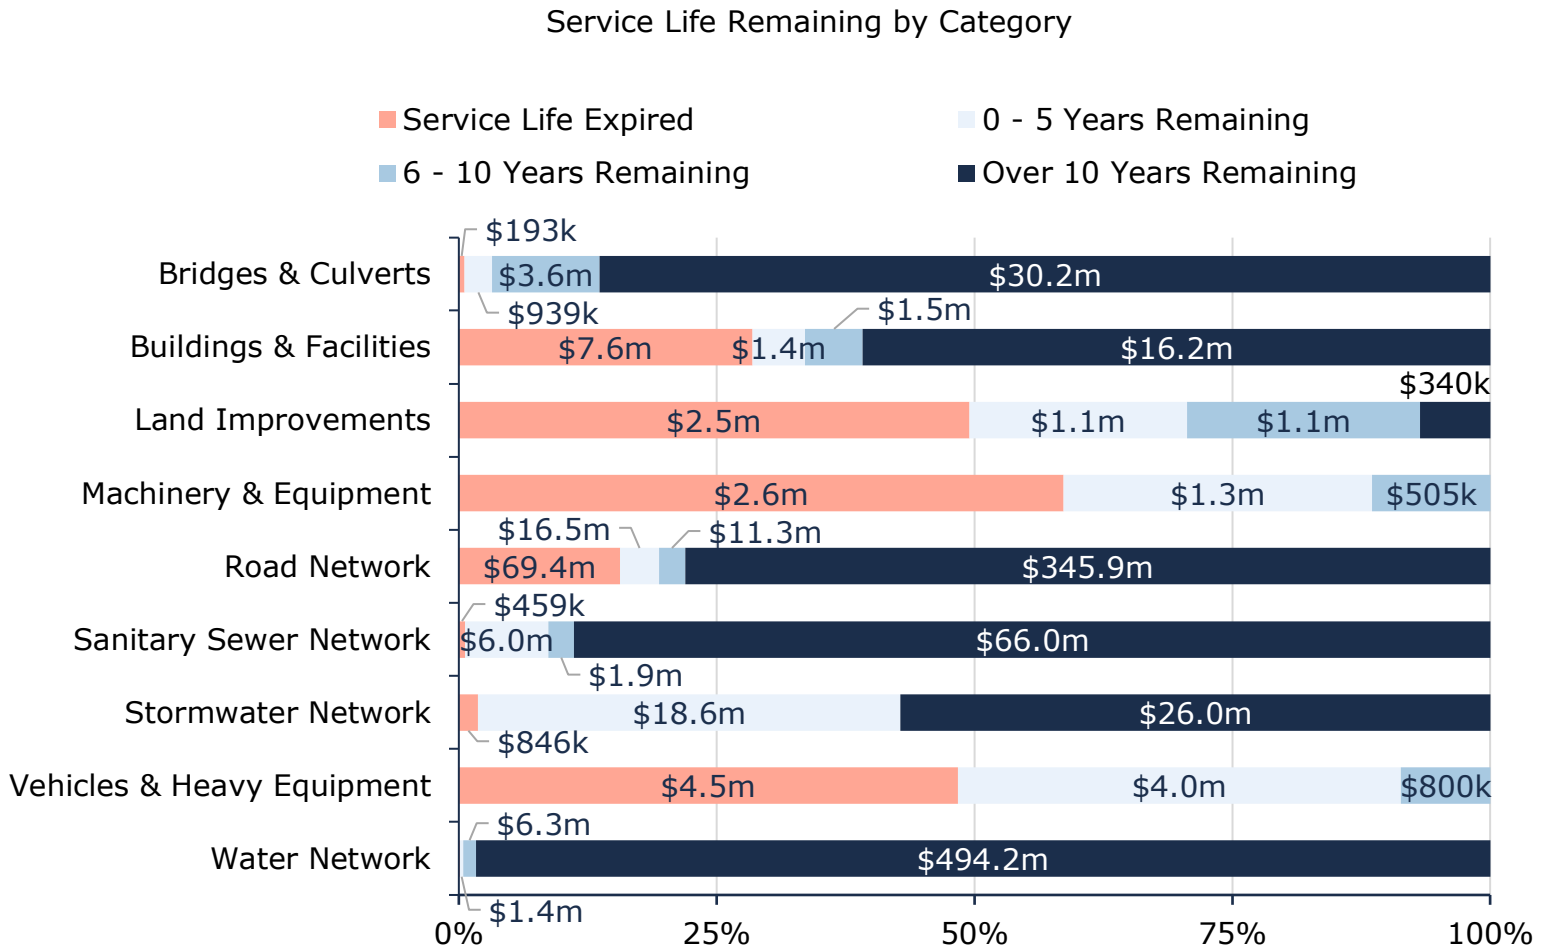 Service Life Remaining by Category
Service Life Expired
0 - 5 Years Remaining
6 - 10 Years Remaining
Over 10 Years Remaining
$193k
Bridges & Culverts
$3.6m
$30.2m
$939k
$1.5m
Buildings & Facilities
$7.6m
$1.4m
$16.2m
$340k
Land Improvements
$2.5m
$1.1m
$1.1m
Machinery & Equipment
$2.6m
$1.3m
$505k
$16.5m
$11.3m
Road Network
$69.4m
$345.9m
$459k
Sanitary Sewer Network
$6.0m
$66.0m
$1.9m
Stormwater Network
$18.6m
$26.0m
$846k
Vehicles & Heavy Equipment
$4.5m
$4.0m
$800k
$6.3m
Water Network
$494.2m
$1.4m
0%
25%
50%
75%
100%